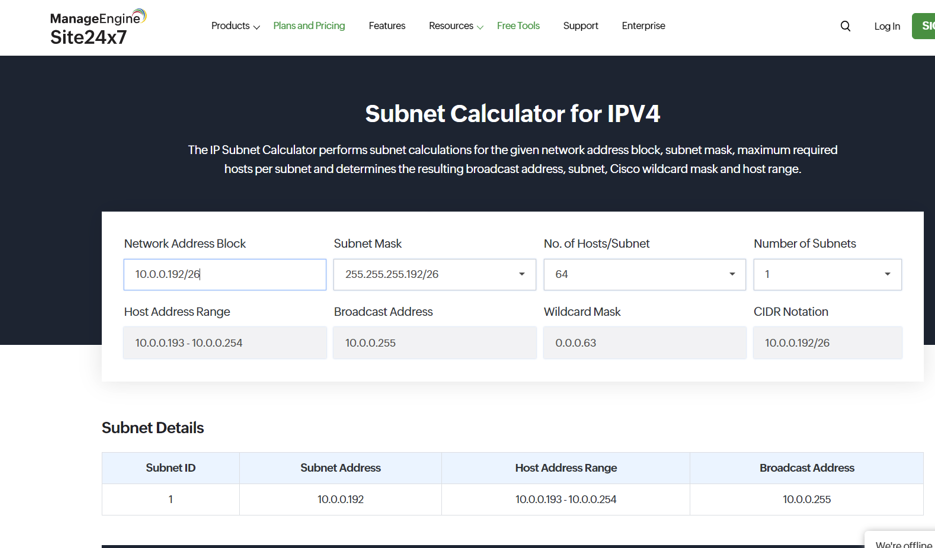 ManageEngine
Site24x7
Products Plans and Pricing Features Resources Free Tools Support Enterprise Log In
Subnet Calculator for IPV4
The IP Subnet Calculator performs subnet calculations for the given network address block, subnet mask, maximum required
hosts per subnet and determines the resulting broadcast address, subnet, Cisco wildcard mask and host range.
Network Address Block Subnet Mask No. of Hosts/Subnet Number of Subnets
10.0.0.192/26 255.255.255.192/26 64 1
Host Address Range Broadcast Address Wildcard Mask CIDR Notation
10.0.0.193 - 10.0.0.254 10.0.0.255 0.0.0.63 10.0.0.192/26
Subnet Details
Subnet ID Subnet Address Host Address Range Broadcast Address
1 10.0.0.192 10.0.0.193 - 10.0.0.254 10.0.0.255
We're offline